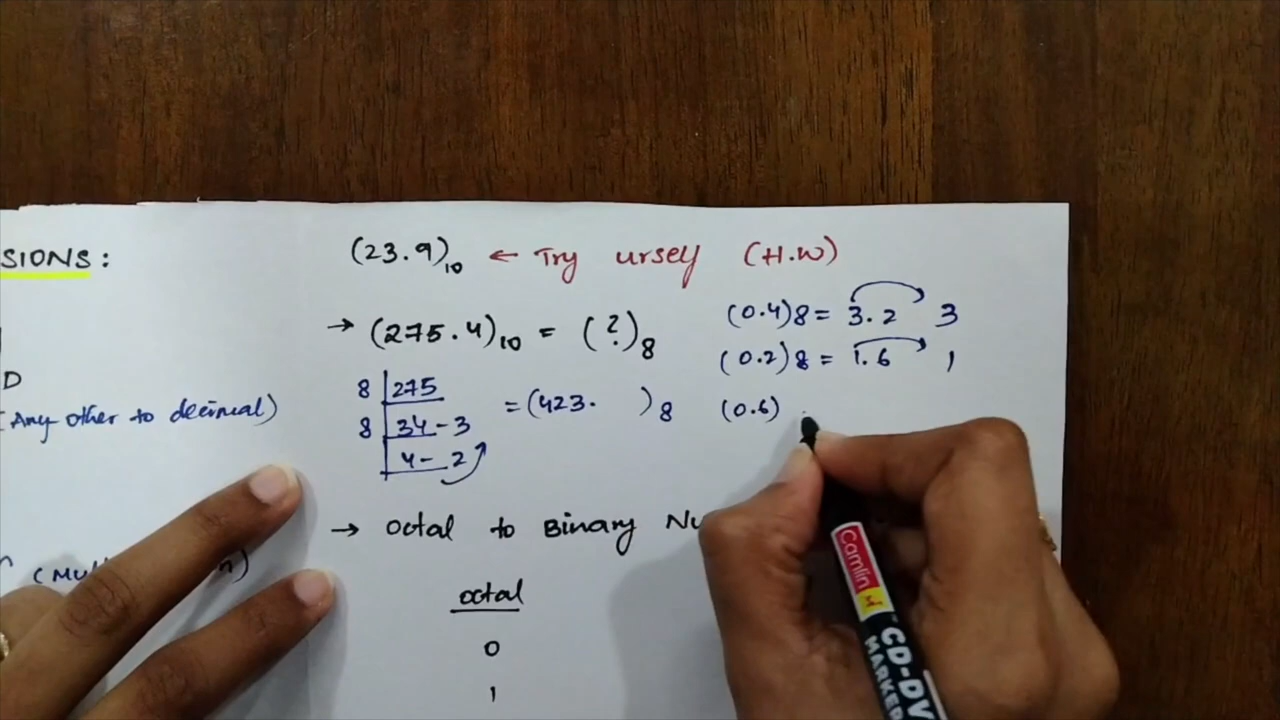 SIONS:
D
(Any other to decimal)
(23.9)10 ← Try ursely (H.W)
→ (275.4)10 = (?)8
8 275
8 34 - 3
4 - 2
= (423. )8
(0.4)8 = 3.2 3
(0.2)8 = 1.6 1
(0.6)
→ Octal to Binary Nu
octal
0
1
Camlin
CD-DV
MARKER